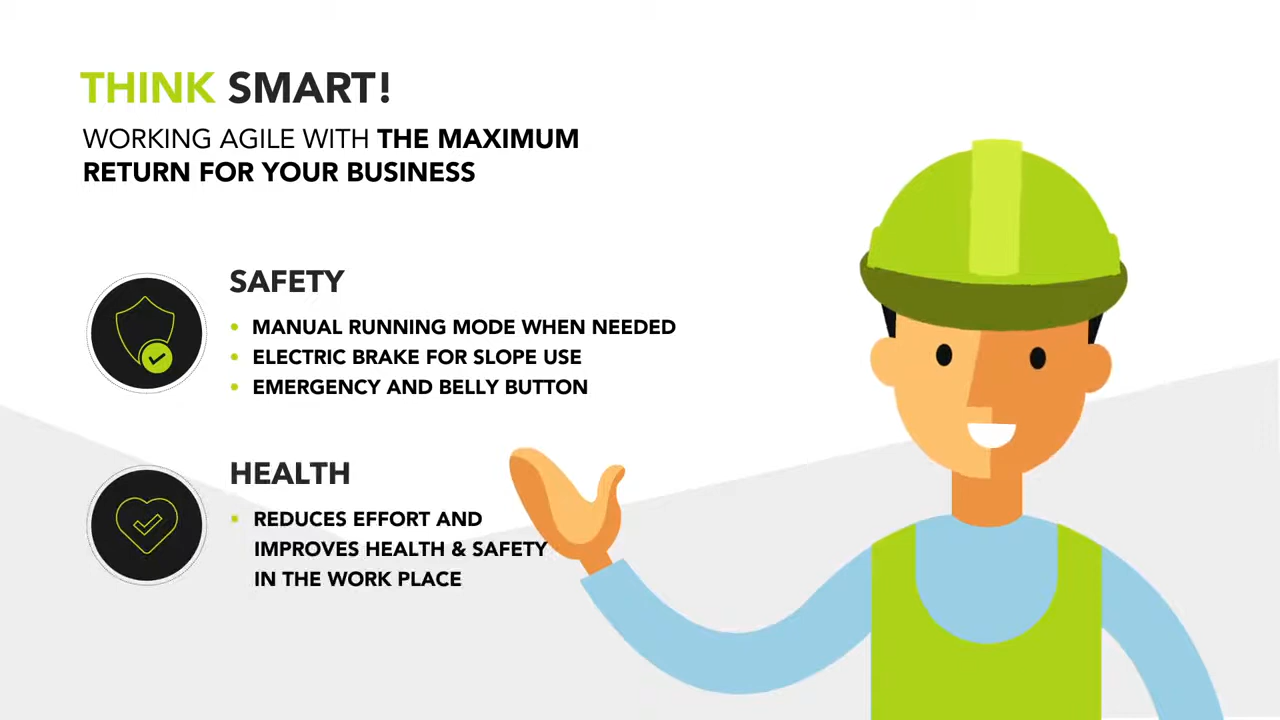 THINK SMART!
WORKING AGILE WITH THE MAXIMUM
RETURN FOR YOUR BUSINESS
SAFETY
• MANUAL RUNNING MODE WHEN NEEDED
• ELECTRIC BRAKE FOR SLOPE USE
• EMERGENCY AND BELLY BUTTON
HEALTH
• REDUCES EFFORT AND
IMPROVES HEALTH & SAFETY
IN THE WORK PLACE